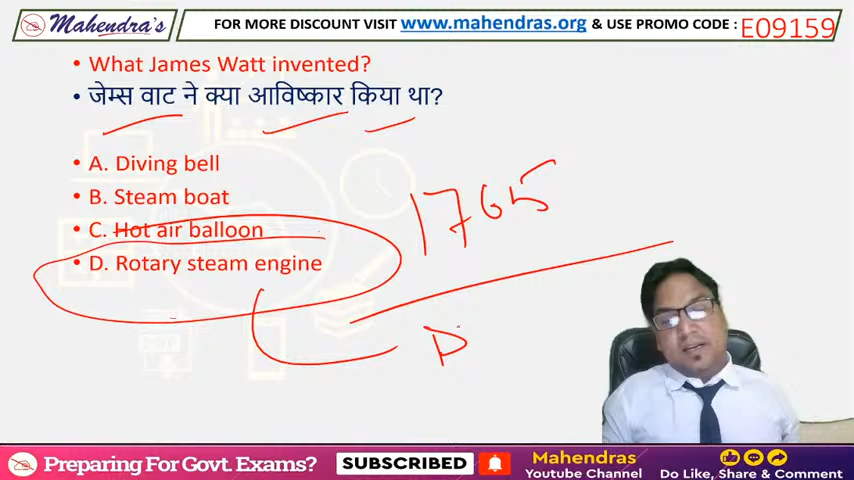 Mahendra's
FOR MORE DISCOUNT VISIT www.mahendras.org & USE PROMO CODE : E09159
• What James Watt invented?
• जेम्स वाट ने क्या आविष्कार किया था?
• A. Diving bell
• B. Steam boat
• C. Hot air balloon
• D. Rotary steam engine
1765
D
Preparing For Govt. Exams?
SUBSCRIBED
Mahendras
Youtube Channel
Do Like, Share & Comment